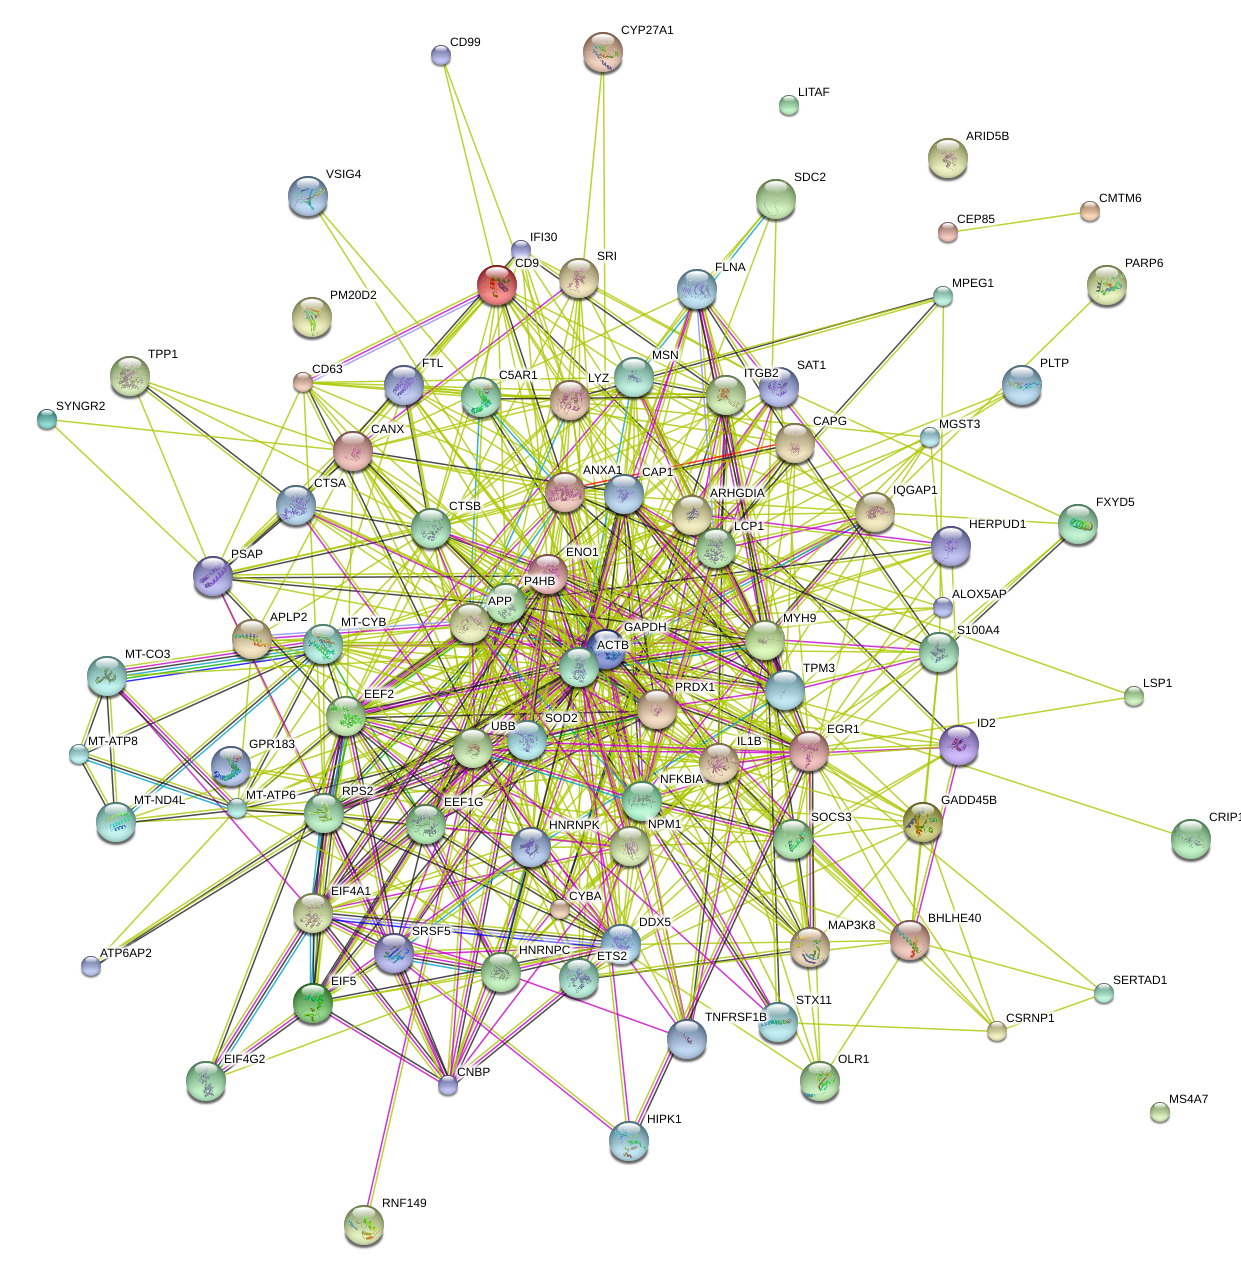 CYP27A1
CD99
LITAF
ARID5B
VSIG4
SDC2
CMTM6
CEP85
IFI30
SRI
CD9
FLNA
PARP6
MPEG1
PM20D2
TPP1
CD63
FTL
C5AR1
LYZ
MSN
ITGB2
SAT1
PLTP
SYNGR2
CANX
CAPG
MGST3
CTSA
CTSB
ANXA1
CAP1
ARHGDIA
IQGAP1
FXYD5
LCP1
HERPUD1
PSAP
ENO1
P4HB
APP
ALOX5AP
APLP2
MT-CYB
GAPDH
ACTB
MYH9
S100A4
MT-CO3
TPM3
EEF2
PRDX1
LSP1
UBB
SOD2
EGR1
ID2
MT-ATP8
GPR183
IL1B
NFKBIA
MT-ND4L
MT-ATP6
RPS2
EEF1G
HNRNPK
NPM1
SOCS3
GADD45B
CRIP1
EIF4A1
CYBA
DDX5
MAP3K8
BHLHE40
SRSF5
HNRNPC
ETS2
ATP6AP2
EIF5
SERTAD1
STX11
TNFRSF1B
CSRNP1
EIF4G2
CNBP
OLR1
MS4A7
HIPK1
RNF149